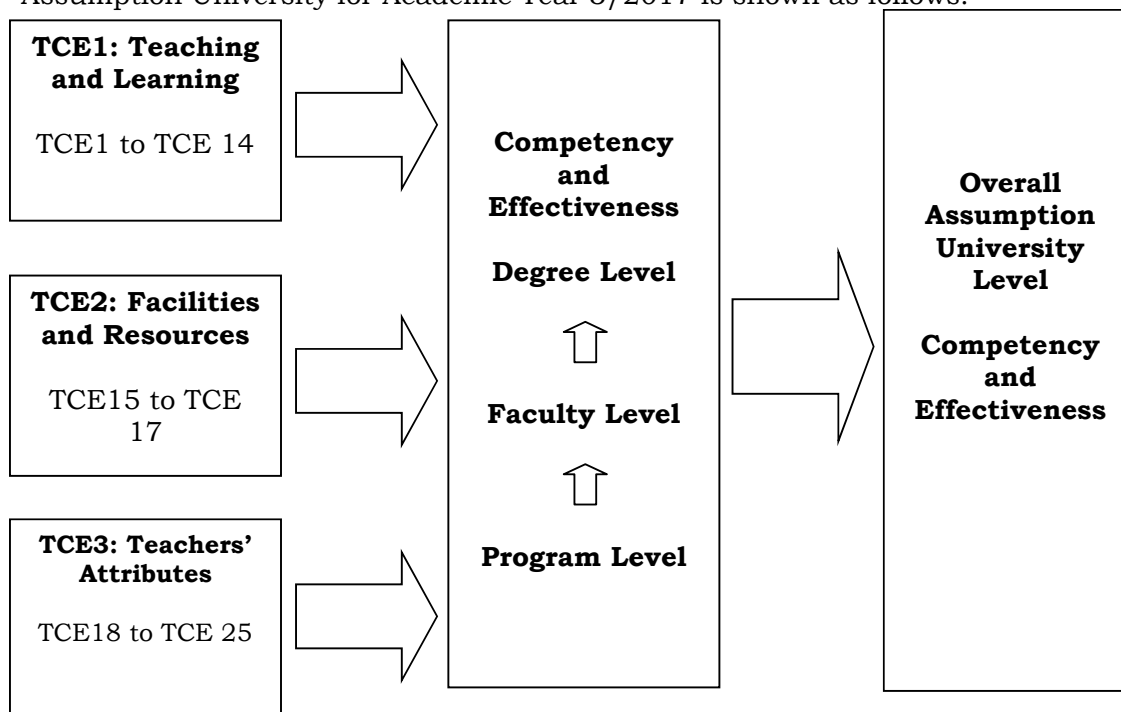 Assumption University for Academic Year 3/2017 is shown as follows:
TCE1: Teaching
and Learning
TCE1 to TCE 14
TCE2: Facilities
and Resources
TCE15 to TCE
17
TCE3: Teachers’
Attributes
TCE18 to TCE 25
Competency
and
Effectiveness
Degree Level
Faculty Level
Program Level
Overall
Assumption
University
Level
Competency
and
Effectiveness